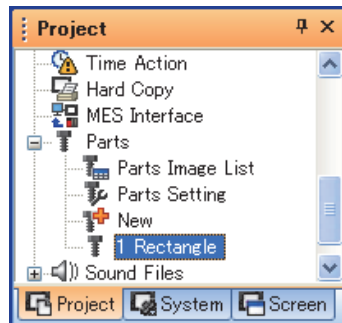 Project
Time Action
Hard Copy
MES Interface
Parts
Parts Image List
Parts Setting
New
1 Rectangle
Sound Files
Project System Screen